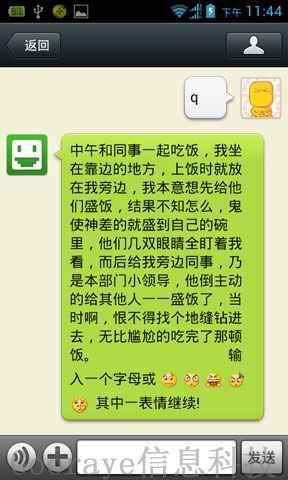 下午 11:44
返回
q
中午和同事一起吃饭，我坐
在靠边的地方，上饭时就放
在我旁边，我本意想先给他
们盛饭，结果不知怎么，鬼
使神差的就盛到自己的碗
里，他们几双眼睛全盯着我
看，而后给我旁边同事，乃
是本部门小领导，他倒主动
的给其他人一一盛饭了，当
时啊，恨不得找个地缝钻进
去，无比尴尬的吃完了那顿
饭。 输
入一个字母或
其中一表情继续!
发送
cooraye信息科技